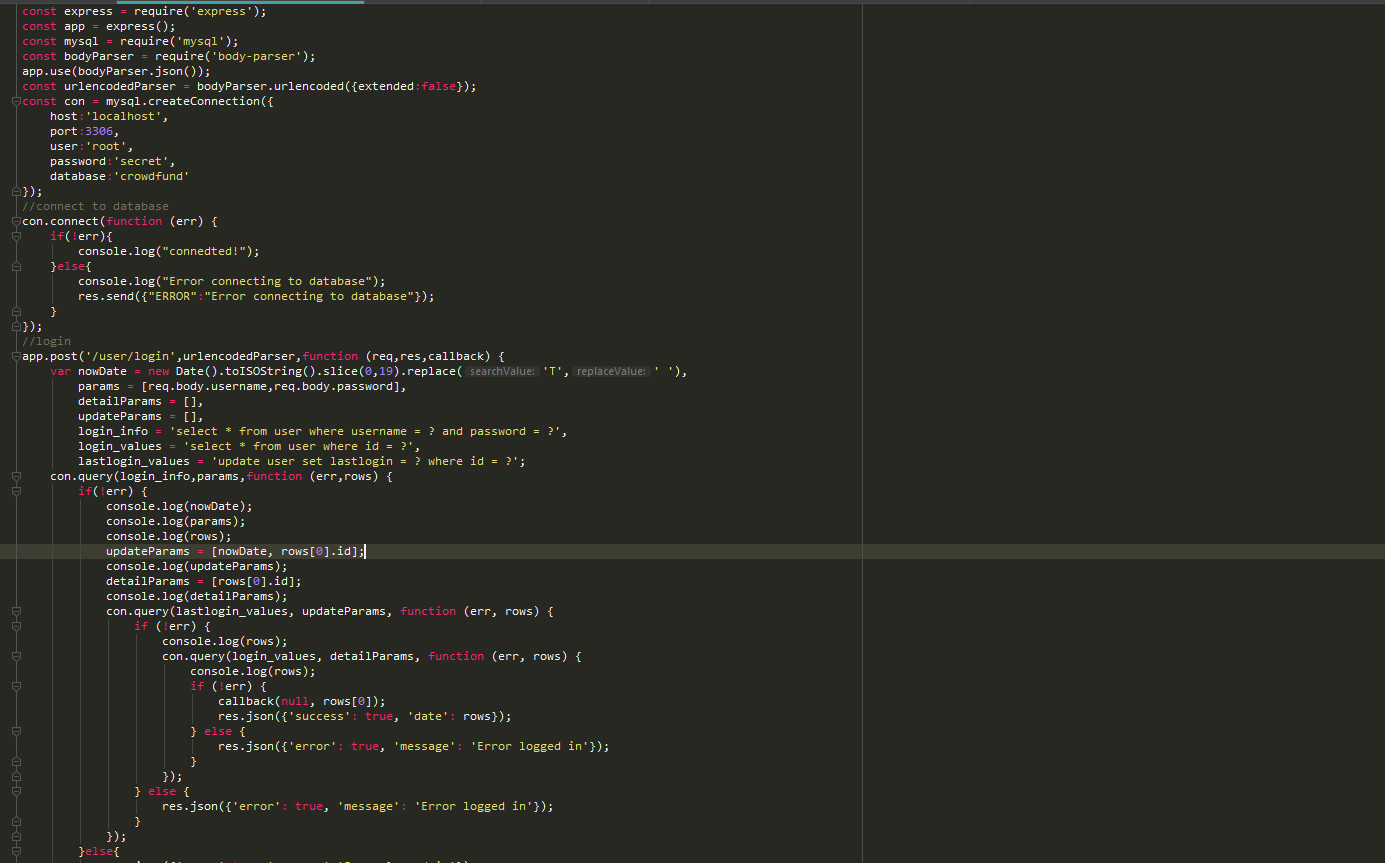 const express = require('express');
const app = express();
const mysql = require('mysql');
const bodyParser = require('body-parser');
app.use(bodyParser.json());
const urlencodedParser = bodyParser.urlencoded({extended:false});
const con = mysql.createConnection({
    host:'localhost',
    port:3306,
    user:'root',
    password:'secret',
    database:'crowdfund'
});
//connect to database
con.connect(function (err) {
    if(!err){
        console.log("connedted!");
    }else{
        console.log("Error connecting to database");
        res.send({"ERROR":"Error connecting to database"});
    }
});
//login
app.post('/user/login',urlencodedParser,function (req,res,callback) {
    var nowDate = new Date().toISOString().slice(0,19).replace( searchValue: 'T', replaceValue: ' '),
        params = [req.body.username,req.body.password],
        detailParams = [],
        updateParams = [],
        login_info = 'select * from user where username = ? and password = ?',
        login_values = 'select * from user where id = ?',
        lastlogin_values = 'update user set lastlogin = ? where id = ?';
    con.query(login_info,params,function (err,rows) {
        if(!err) {
            console.log(nowDate);
            console.log(params);
            console.log(rows);
            updateParams = [nowDate, rows[0].id];
            console.log(updateParams);
            detailParams = [rows[0].id];
            console.log(detailParams);
            con.query(lastlogin_values, updateParams, function (err, rows) {
                if (!err) {
                    console.log(rows);
                    con.query(login_values, detailParams, function (err, rows) {
                        console.log(rows);
                        if (!err) {
                            callback(null, rows[0]);
                            res.json({'success': true, 'date': rows});
                        } else {
                            res.json({'error': true, 'message': 'Error logged in'});
                        }
                    });
                } else {
                    res.json({'error': true, 'message': 'Error logged in'});
                }
            });
        }else{